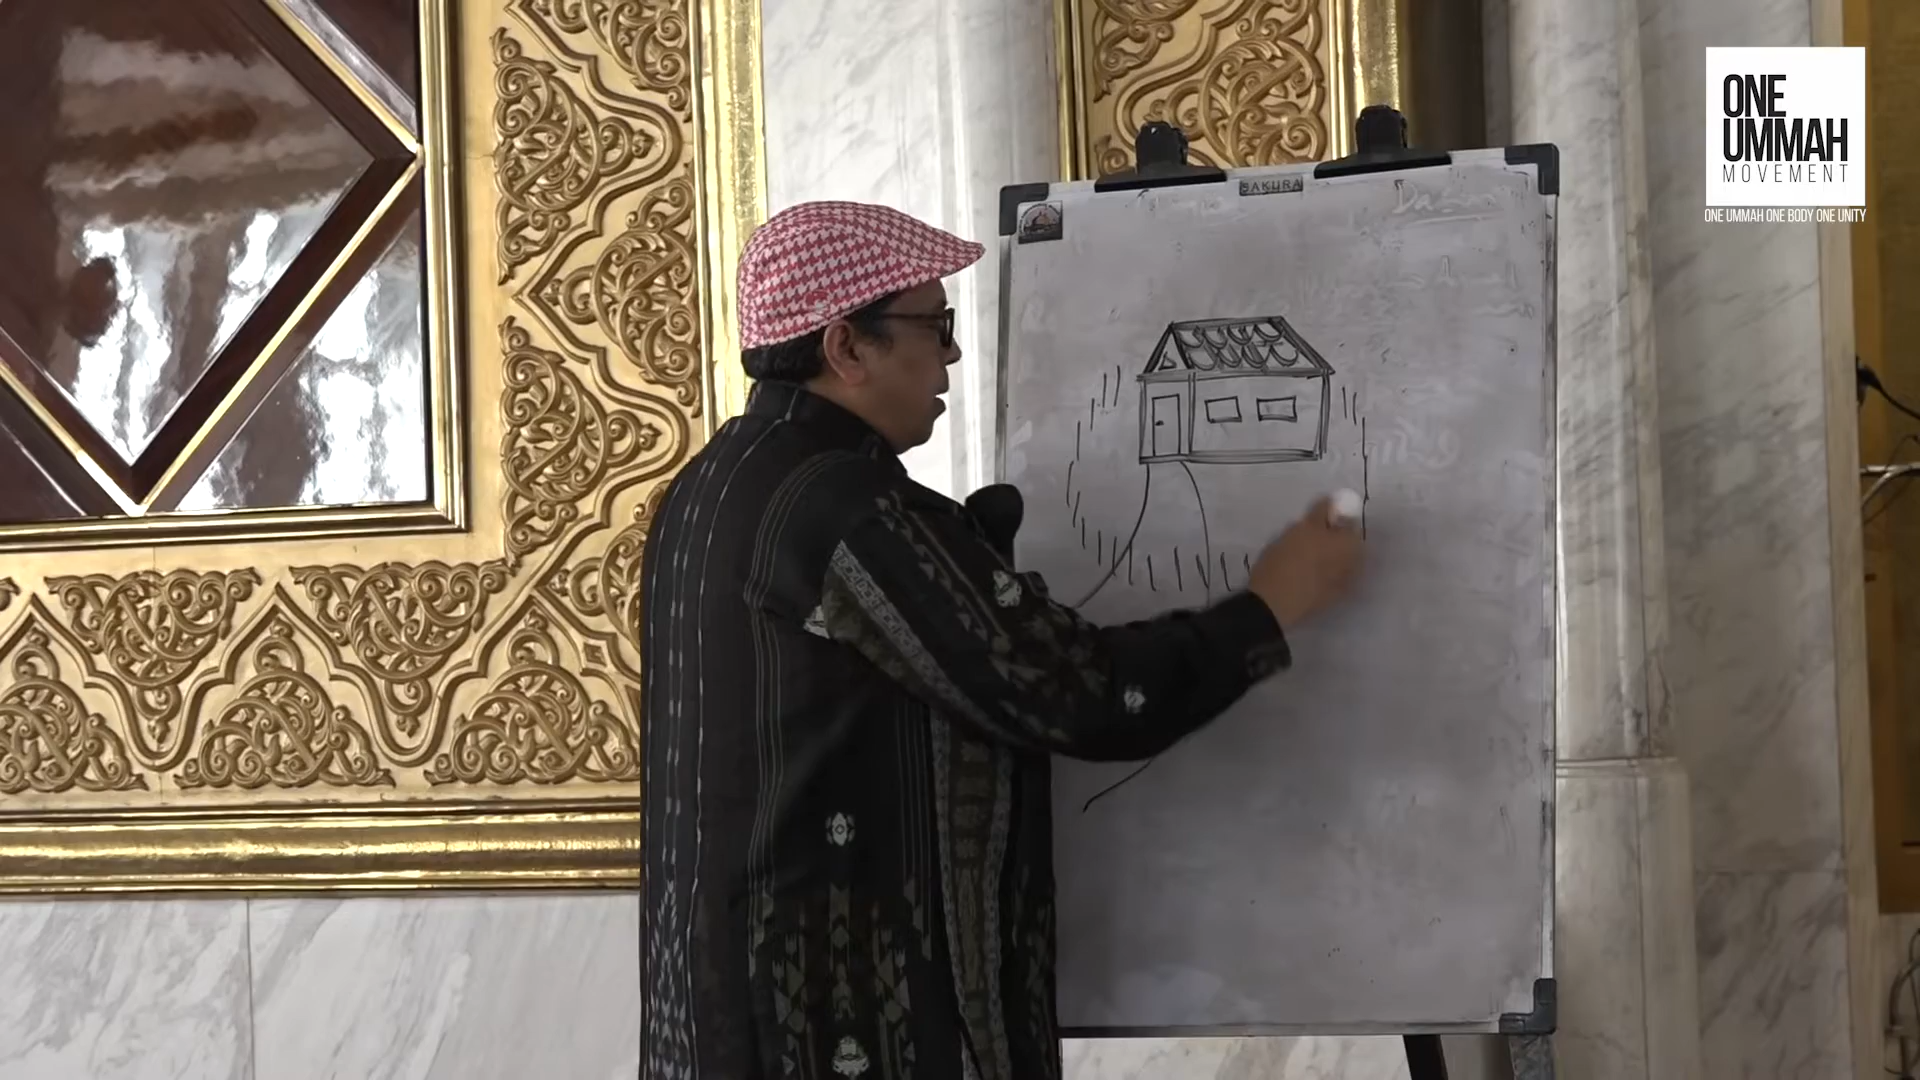 ONE
UMMAH
MOVEMENT
ONE UMMAH ONE BODY ONE UNITY
SAKURA